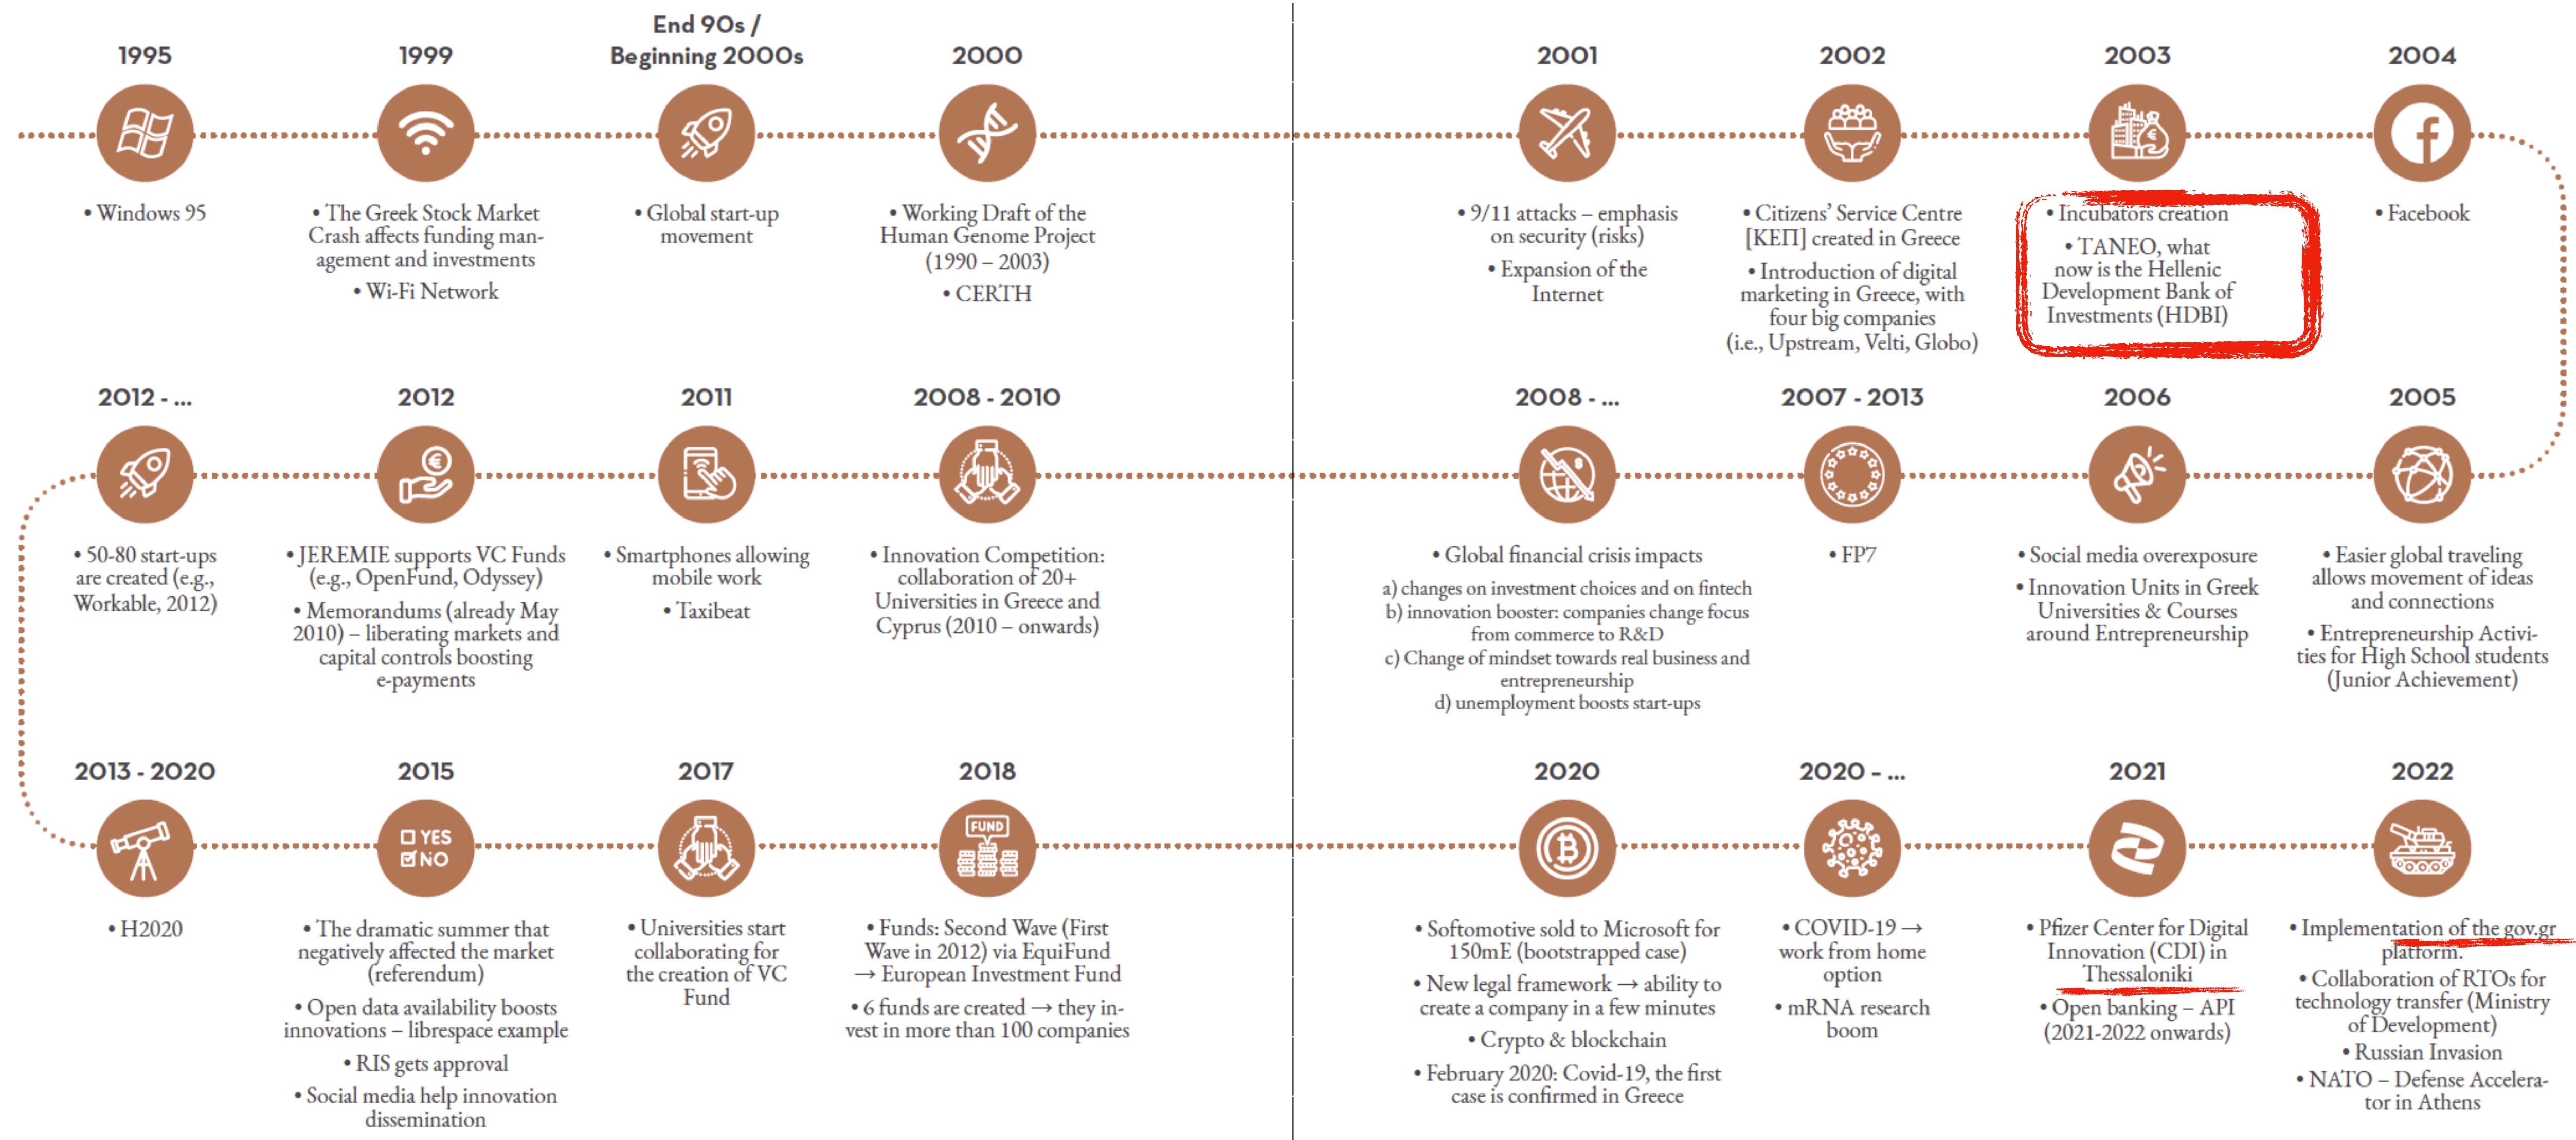 1995
• Windows 95
1999
• The Greek Stock Market
Crash affects funding man-
agement and investments
• Wi-Fi Network
End 90s /
Beginning 2000s
• Global start-up
movement
2000
• Working Draft of the
Human Genome Project
(1990 – 2003)
• CERTH
2001
• 9/11 attacks – emphasis
on security (risks)
• Expansion of the
Internet
2002
• Citizens’ Service Centre
[ΚΕΠ] created in Greece
• Introduction of digital
marketing in Greece, with
four big companies
(i.e., Upstream, Velti, Globo)
2003
€
• Incubators creation
• TANEO, what
now is the Hellenic
Development Bank of
Investments (HDBI)
2004
f
• Facebook
2012 - ...
• 50-80 start-ups
are created (e.g.,
Workable, 2012)
2012
€
• JEREMIE supports VC Funds
(e.g., OpenFund, Odyssey)
• Memorandums (already May
2010) – liberating markets and
capital controls boosting
e-payments
2011
• Smartphones allowing
mobile work
• Taxibeat
2008 - 2010
• Innovation Competition:
collaboration of 20+
Universities in Greece and
Cyprus (2010 – onwards)
2008 - ...
$
• Global financial crisis impacts
a) changes on investment choices and on fintech
b) innovation booster: companies change focus
from commerce to R&D
c) Change of mindset towards real business and
entrepreneurship
d) unemployment boosts start-ups
2007 - 2013
• FP7
2006
• Social media overexposure
• Innovation Units in Greek
Universities & Courses
around Entrepreneurship
2005
• Easier global traveling
allows movement of ideas
and connections
• Entrepreneurship Activi-
ties for High School students
(Junior Achievement)
2013 - 2020
• H2020
2015
YES
NO
• The dramatic summer that
negatively affected the market
(referendum)
• Open data availability boosts
innovations – librespace example
• RIS gets approval
• Social media help innovation
dissemination
2017
• Universities start
collaborating for
the creation of VC
Fund
2018
FUND
• Funds: Second Wave (First
Wave in 2012) via EquiFund
→ European Investment Fund
• 6 funds are created → they in-
vest in more than 100 companies
2020
₿
• Softomotive sold to Microsoft for
150mE (bootstrapped case)
• New legal framework → ability to
create a company in a few minutes
• Crypto & blockchain
• February 2020: Covid-19, the first
case is confirmed in Greece
2020 - ...
• COVID-19 →
work from home
option
• mRNA research
boom
2021
• Pfizer Center for Digital
Innovation (CDI) in
Thessaloniki
• Open banking – API
(2021-2022 onwards)
2022
• Implementation of the gov.gr
platform.
• Collaboration of RTOs for
technology transfer (Ministry
of Development)
• Russian Invasion
• NATO – Defense Accelera-
tor in Athens